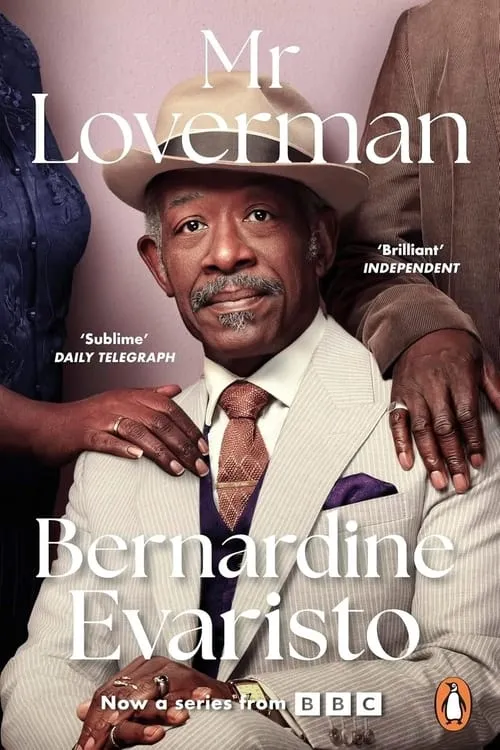 Mr
Loverman
‘Brilliant’
INDEPENDENT
‘Sublime’
DAILY TELEGRAPH
Bernardine
Evaristo
Now a series from BBC